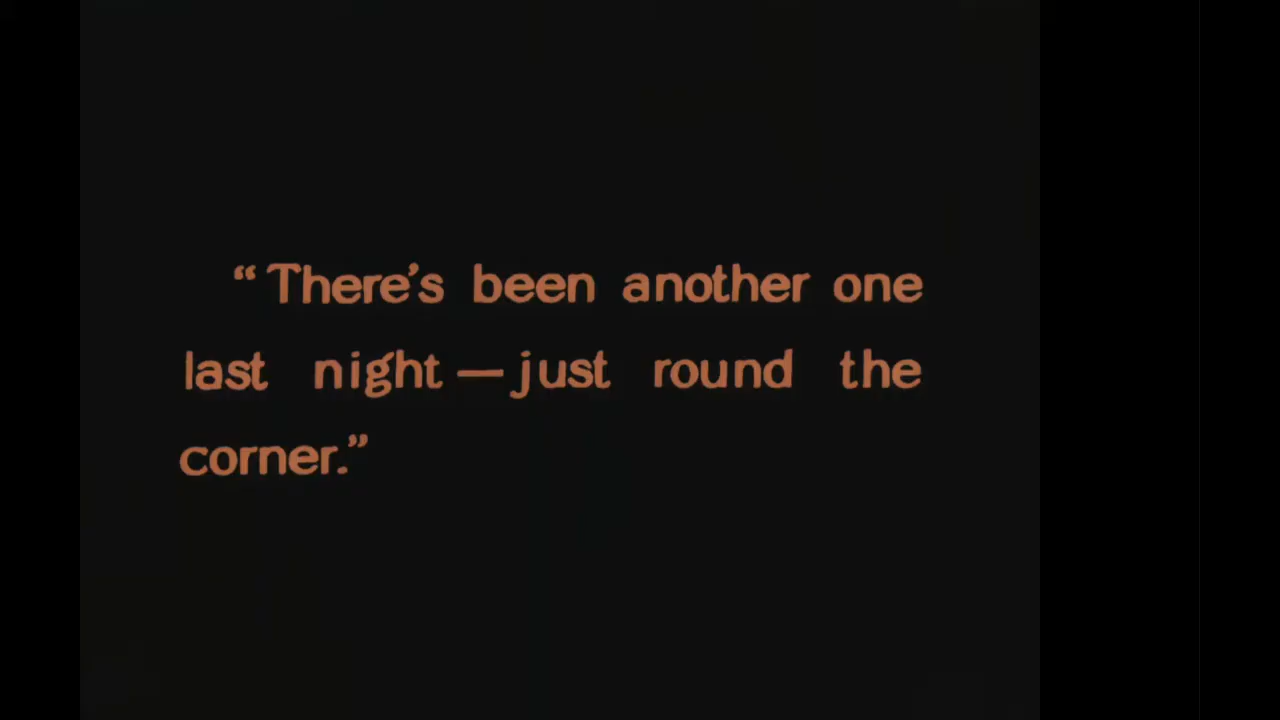 “There’s been another one
last night—just round the
corner.”